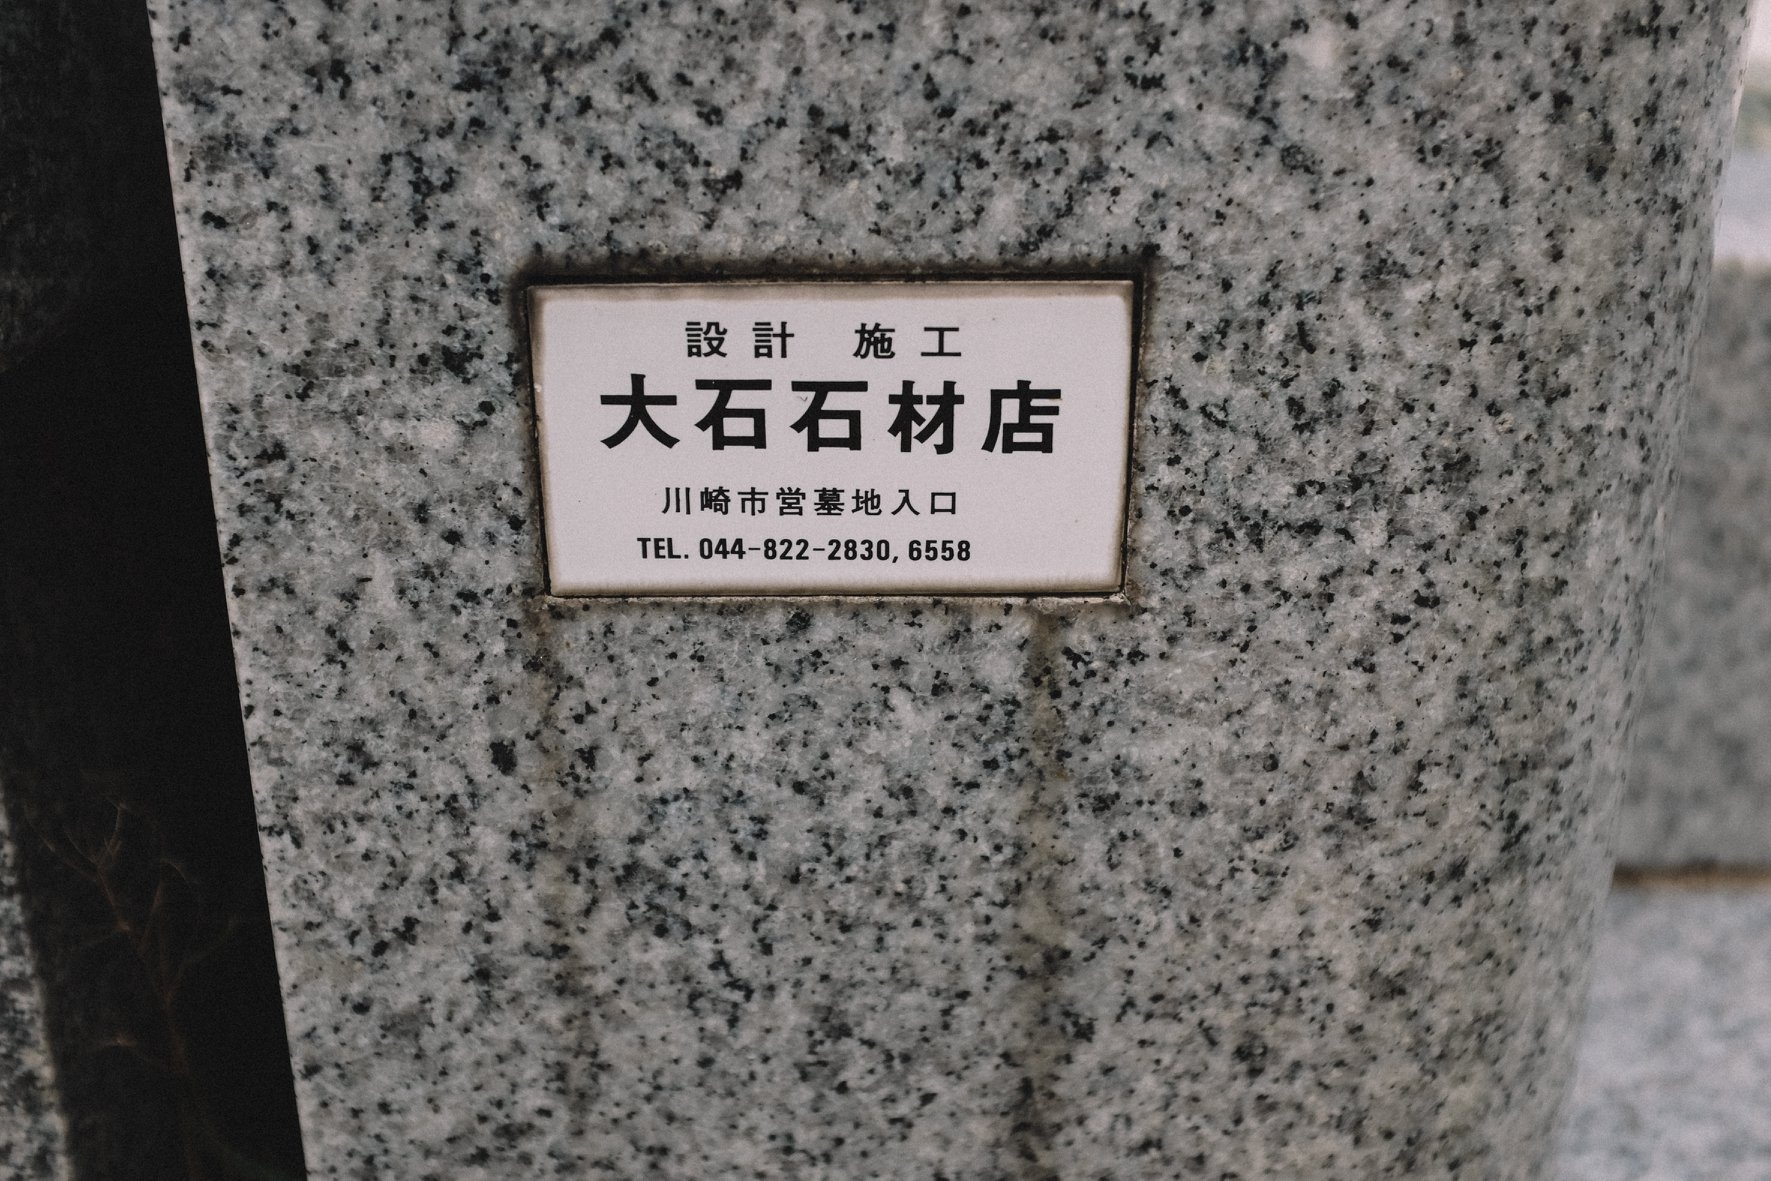 設計 施工
大石石材店
川崎市営墓地入口
TEL. 044-822-2830, 6558